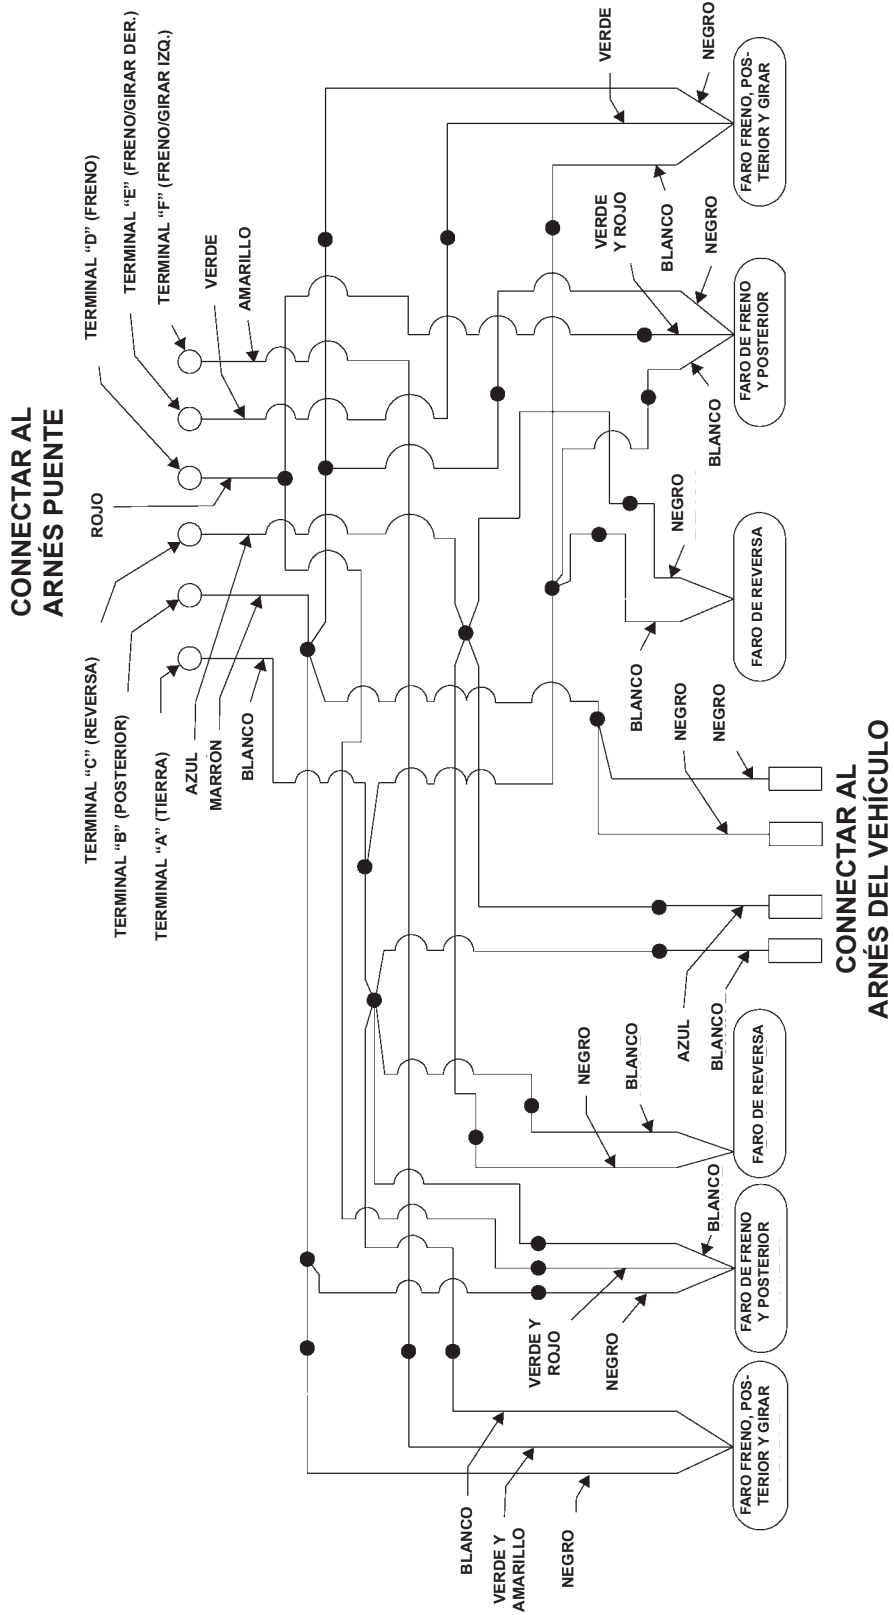 CONNECTAR AL
ARNÉS PUENTE
TERMINAL “C” (REVERSA)
TERMINAL “B” (POSTERIOR)
TERMINAL “A” (TIERRA)
AZUL
MARRÓN
BLANCO
ROJO
TERMINAL “D” (FRENO)
TERMINAL “E” (FRENO/GIRAR DER.)
TERMINAL “F” (FRENO/GIRAR IZQ.)
VERDE
AMARILLO
BLANCO
VERDE Y
AMARILLO
NEGRO
FARO FRENO, POS-
TERIOR Y GIRAR
VERDE Y
ROJO
NEGRO
BLANCO
FARO DE FRENO
Y POSTERIOR
NEGRO
BLANCO
FARO DE REVERSA
AZUL
BLANCO
NEGRO
NEGRO
CONNECTAR AL
ARNÉS DEL VEHÍCULO
BLANCO
NEGRO
FARO DE REVERSA
VERDE
Y ROJO
BLANCO
NEGRO
FARO DE FRENO
Y POSTERIOR
VERDE
BLANCO
NEGRO
FARO FRENO, POS-
TERIOR Y GIRAR